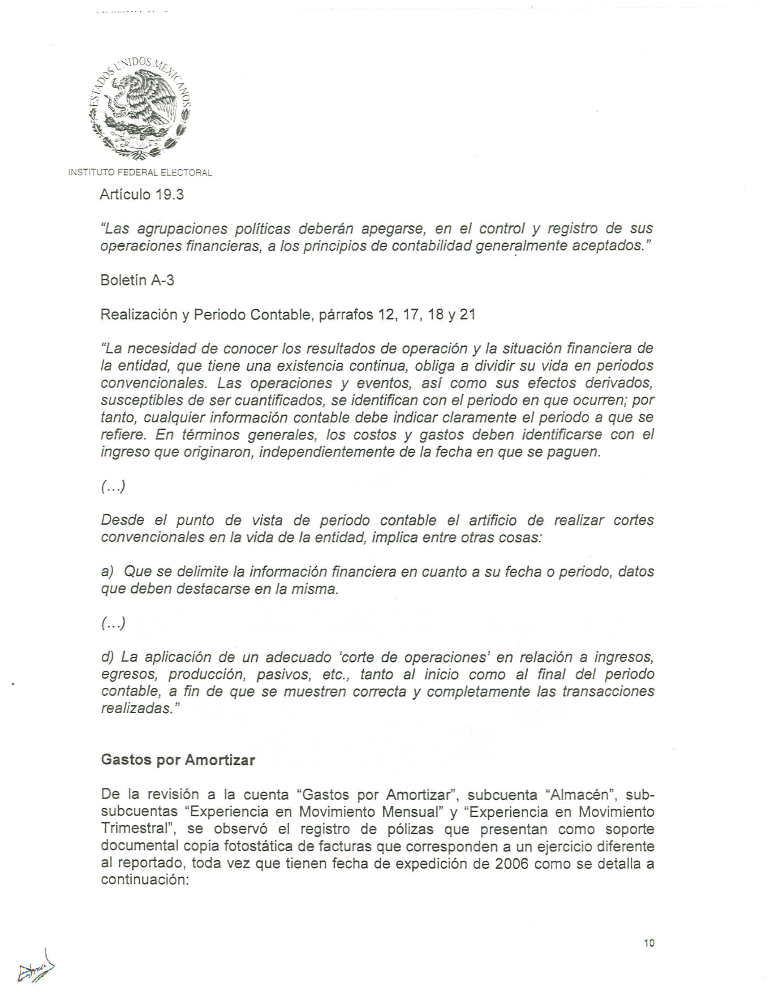 ESTADOS UNIDOS MEXICANOS
INSTITUTO FEDERAL ELECTORAL
Artículo 19.3
“Las agrupaciones políticas deberán apegarse, en el control y registro de sus
operaciones financieras, a los principios de contabilidad generalmente aceptados.”
Boletín A-3
Realización y Periodo Contable, párrafos 12, 17, 18 y 21
“La necesidad de conocer los resultados de operación y la situación financiera de
la entidad, que tiene una existencia continua, obliga a dividir su vida en periodos
convencionales. Las operaciones y eventos, así como sus efectos derivados,
susceptibles de ser cuantificados, se identifican con el periodo en que ocurren; por
tanto, cualquier información contable debe indicar claramente el periodo a que se
refiere. En términos generales, los costos y gastos deben identificarse con el
ingreso que originaron, independientemente de la fecha en que se paguen.
(...)
Desde el punto de vista de periodo contable el artificio de realizar cortes
convencionales en la vida de la entidad, implica entre otras cosas:
a) Que se delimite la información financiera en cuanto a su fecha o periodo, datos
que deben destacarse en la misma.
(...)
d) La aplicación de un adecuado ‘corte de operaciones’ en relación a ingresos,
egresos, producción, pasivos, etc., tanto al inicio como al final del periodo
contable, a fin de que se muestren correcta y completamente las transacciones
realizadas.”
Gastos por Amortizar
De la revisión a la cuenta “Gastos por Amortizar”, subcuenta “Almacén”, sub-
subcuentas “Experiencia en Movimiento Mensual” y “Experiencia en Movimiento
Trimestral”, se observó el registro de pólizas que presentan como soporte
documental copia fotostática de facturas que corresponden a un ejercicio diferente
al reportado, toda vez que tienen fecha de expedición de 2006 como se detalla a
continuación:
10